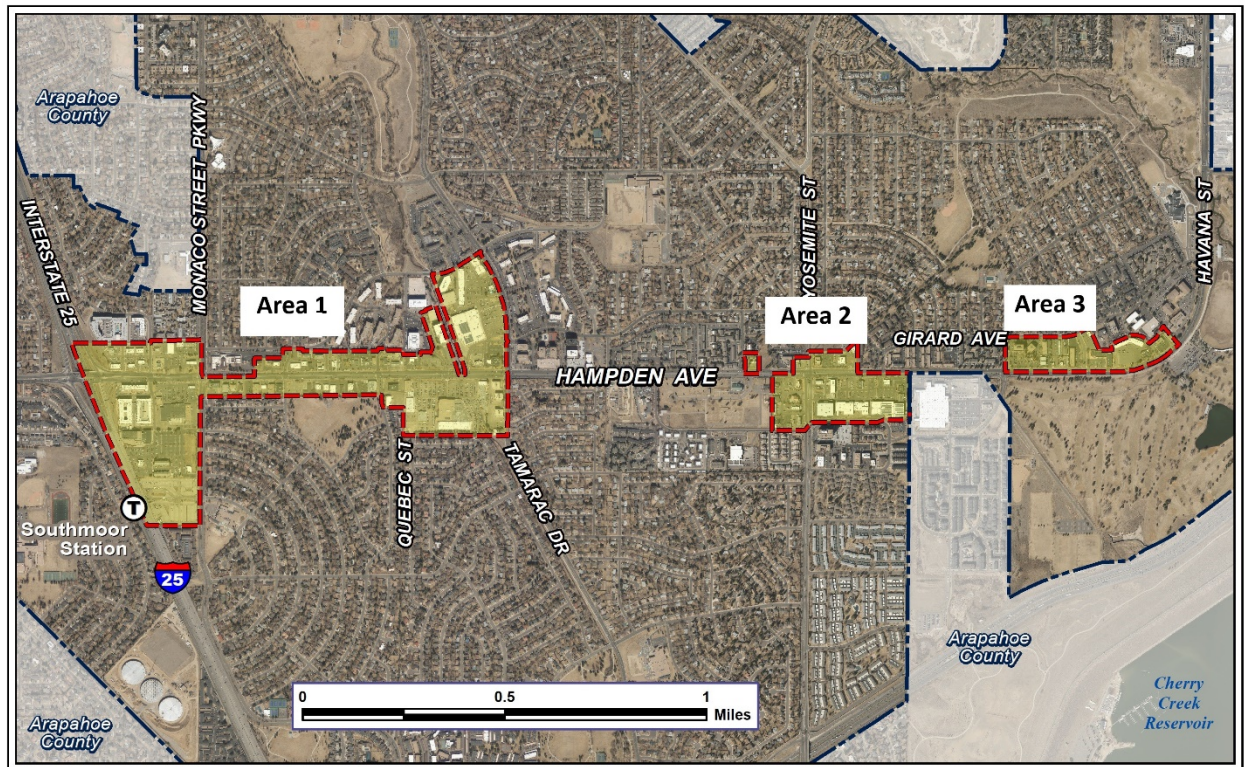 Arapahoe
County
MONACO STREET PKWY
INTERSTATE 25
YOSEMITE ST
HAVANA ST
Area 1
Area 2
Area 3
GIRARD AVE
HAMPDEN AVE
QUEBEC ST
TAMARAC DR
T
Southmoor
Station
25
Arapahoe
County
Arapahoe
County
Cherry
Creek
Reservoir
0 0.5 1
Miles